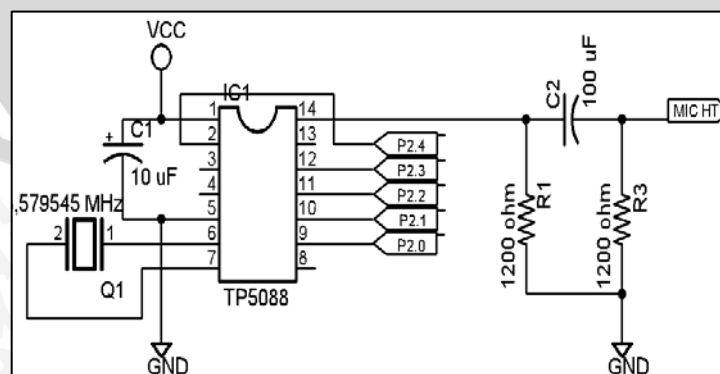 VCC
IC1
C1
+
10 uF
,579545 MHz
2
1
Q1
1
2
3
4
5
6
7
14
13
12
11
10
9
8
TP5088
P2.4
P2.3
P2.2
P2.1
P2.0
GND
C2
100 uF
R1
1200 ohm
R3
1200 ohm
MIC HT
GND